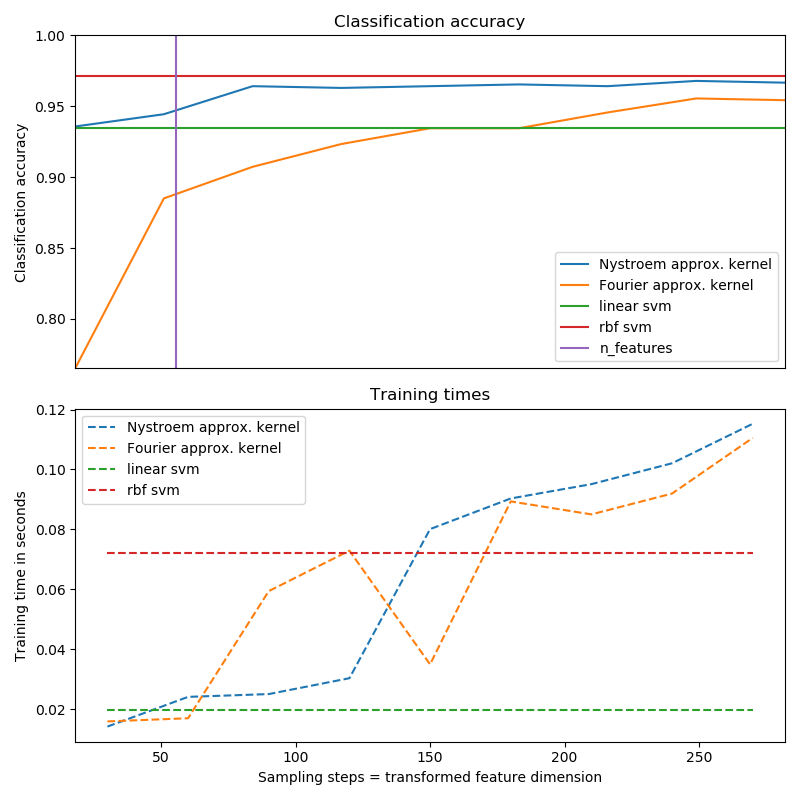 Classification accuracy
1.00
0.95
0.90
0.85
0.80
Classification accuracy
Nystroem approx. kernel
Fourier approx. kernel
linear svm
rbf svm
n_features
Training times
0.12
0.10
0.08
0.06
0.04
0.02
Training time in seconds
Nystroem approx. kernel
Fourier approx. kernel
linear svm
rbf svm
50 100 150 200 250
Sampling steps = transformed feature dimension